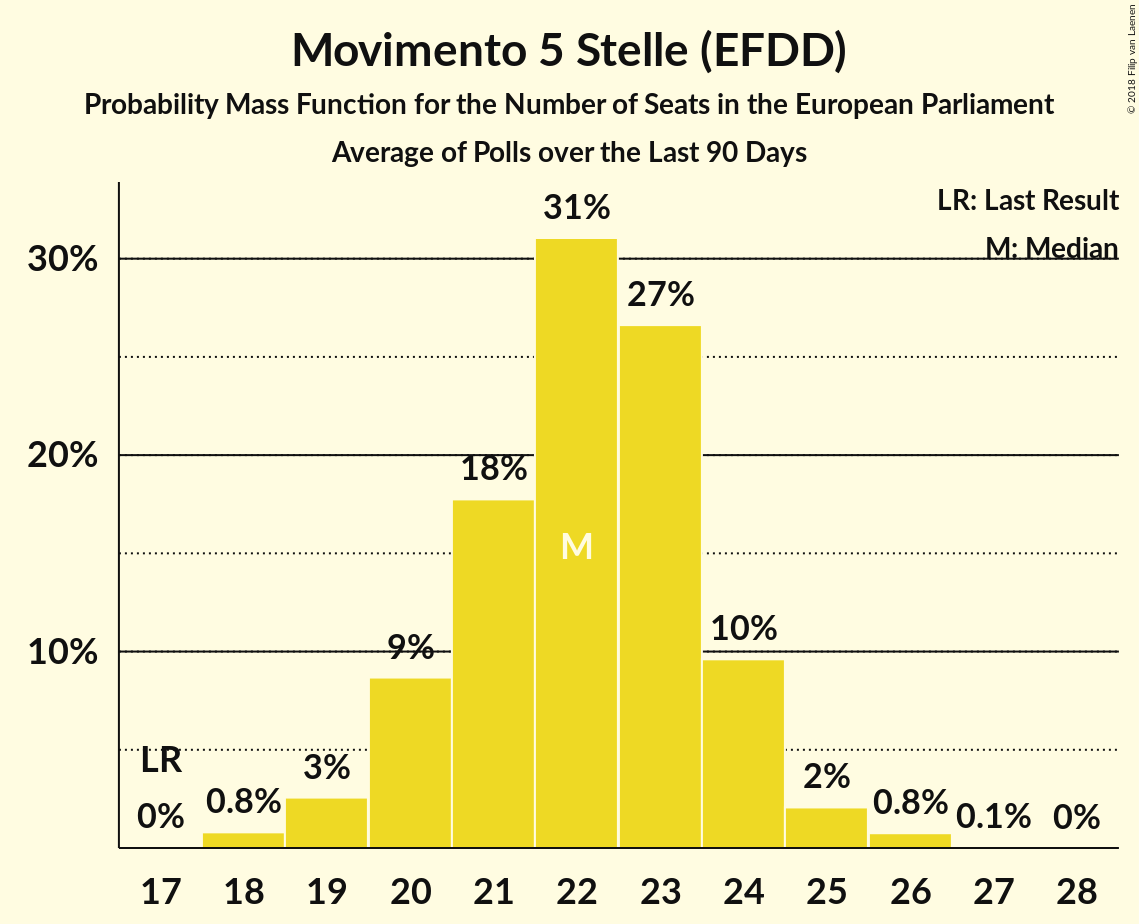 Movimento 5 Stelle (EFDD)
Probability Mass Function for the Number of Seats in the European Parliament
Average of Polls over the Last 90 Days
© 2018 Filip van Laenen
LR: Last Result
M: Median
30%
20%
10%
LR
0%
0.8%
3%
9%
18%
31%
M
27%
10%
2%
0.8%
0.1%
0%
17 18 19 20 21 22 23 24 25 26 27 28